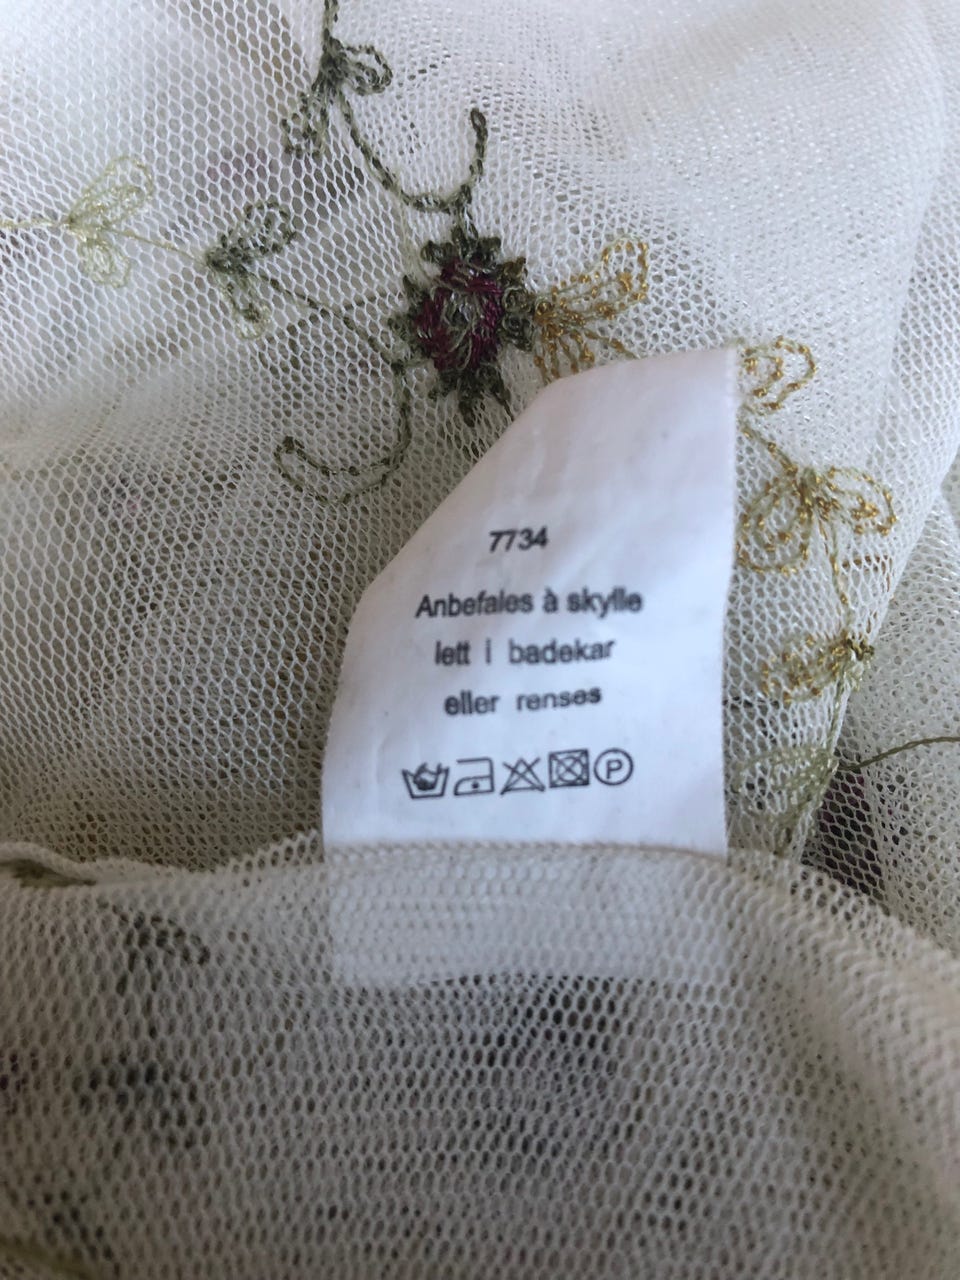 7734
Anbefales à skylle
lett i badekar
eller renses
P